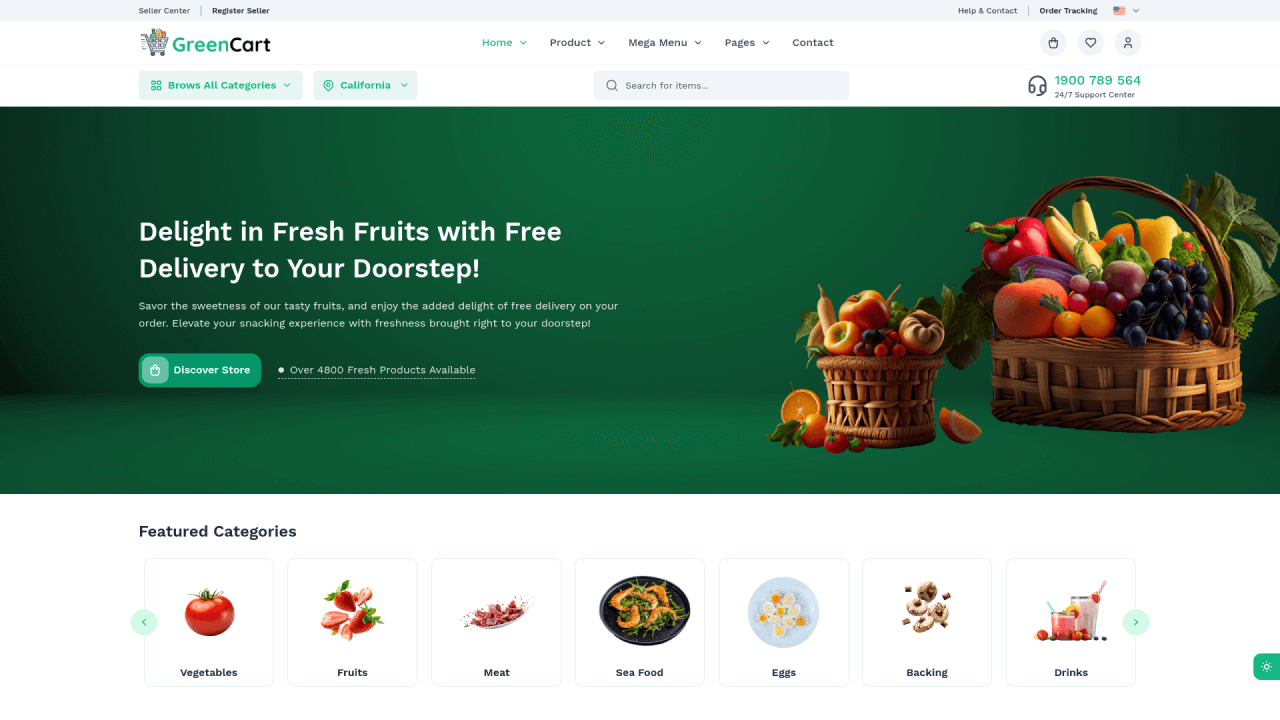 Seller Center
Register Seller
Help & Contact
Order Tracking
GreenCart
Home
Product
Mega Menu
Pages
Contact
Brows All Categories
California
Search for items...
1900 789 564
24/7 Support Center
Delight in Fresh Fruits with Free
Delivery to Your Doorstep!
Savor the sweetness of our tasty fruits, and enjoy the added delight of free delivery on your
order. Elevate your snacking experience with freshness brought right to your doorstep!
Discover Store
Over 4800 Fresh Products Available
Featured Categories
Vegetables
Fruits
Meat
Sea Food
Eggs
Backing
Drinks